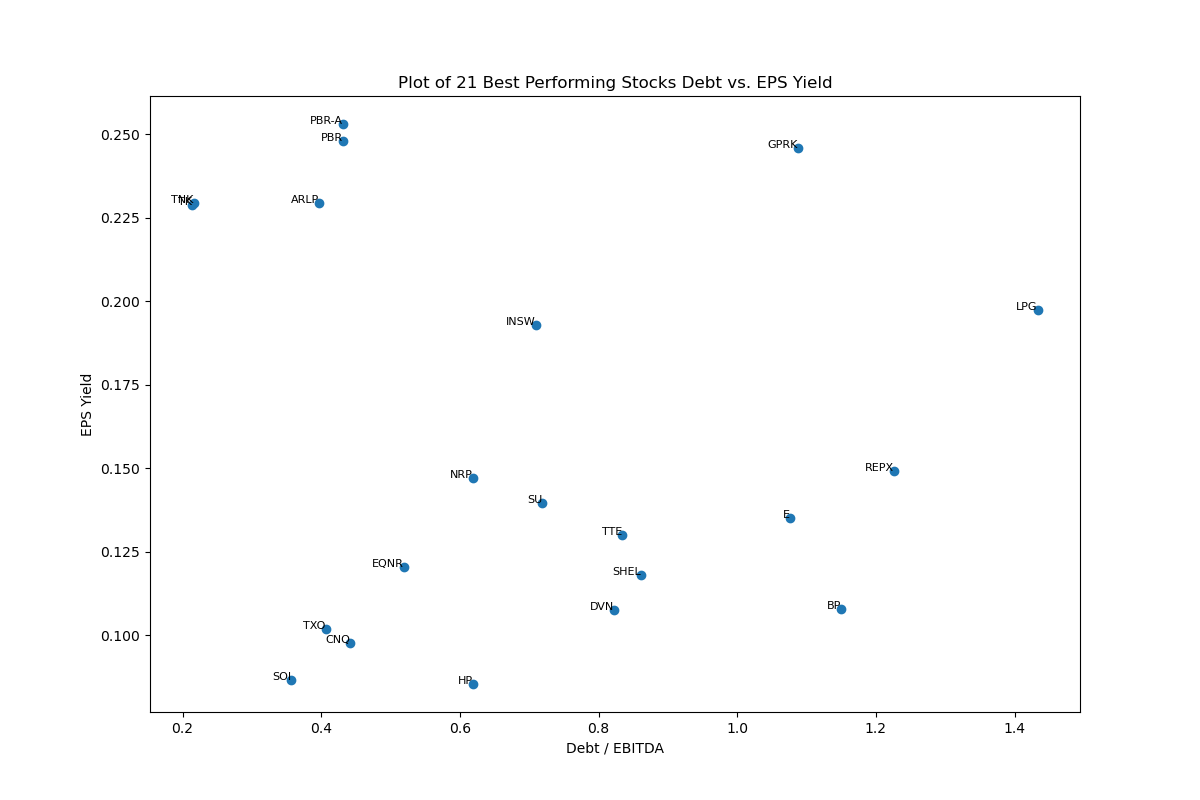 Plot of 21 Best Performing Stocks Debt vs. EPS Yield
PBR-A
PBR
GPRK
TNK
TK
ARLP
LPG
INSW
REPX
NRP
SU
E
TTE
EQNR
SHEL
DVN
BP
TXO
CNQ
SOI
HP
0.250
0.225
0.200
0.175
0.150
0.125
0.100
EPS Yield
0.2 0.4 0.6 0.8 1.0 1.2 1.4
Debt / EBITDA